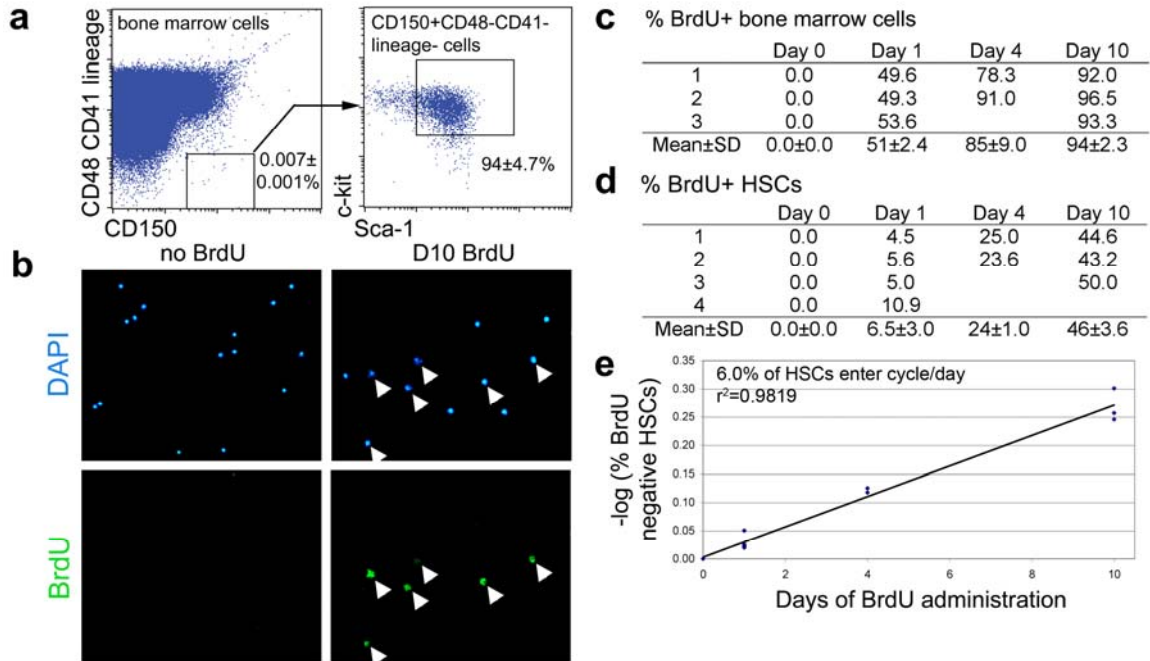 a
bone marrow cells
CD48 CD41 lineage
0.007±
0.001%
CD150
CD150+CD48-CD41-
lineage- cells
c-kit
94±4.7%
Sca-1
b
no BrdU
D10 BrdU
DAPI
BrdU
c
% BrdU+ bone marrow cells
Day 0 Day 1 Day 4 Day 10
1 0.0 49.6 78.3 92.0
2 0.0 49.3 91.0 96.5
3 0.0 53.6 93.3
Mean±SD 0.0±0.0 51±2.4 85±9.0 94±2.3
d
% BrdU+ HSCs
Day 0 Day 1 Day 4 Day 10
1 0.0 4.5 25.0 44.6
2 0.0 5.6 23.6 43.2
3 0.0 5.0 50.0
4 0.0 10.9
Mean±SD 0.0±0.0 6.5±3.0 24±1.0 46±3.6
e
6.0% of HSCs enter cycle/day
r²=0.9819
-log (% BrdU
negative HSCs)
0.35
0.30
0.25
0.20
0.15
0.10
0.05
0.00
0 2 4 6 8 10
Days of BrdU administration